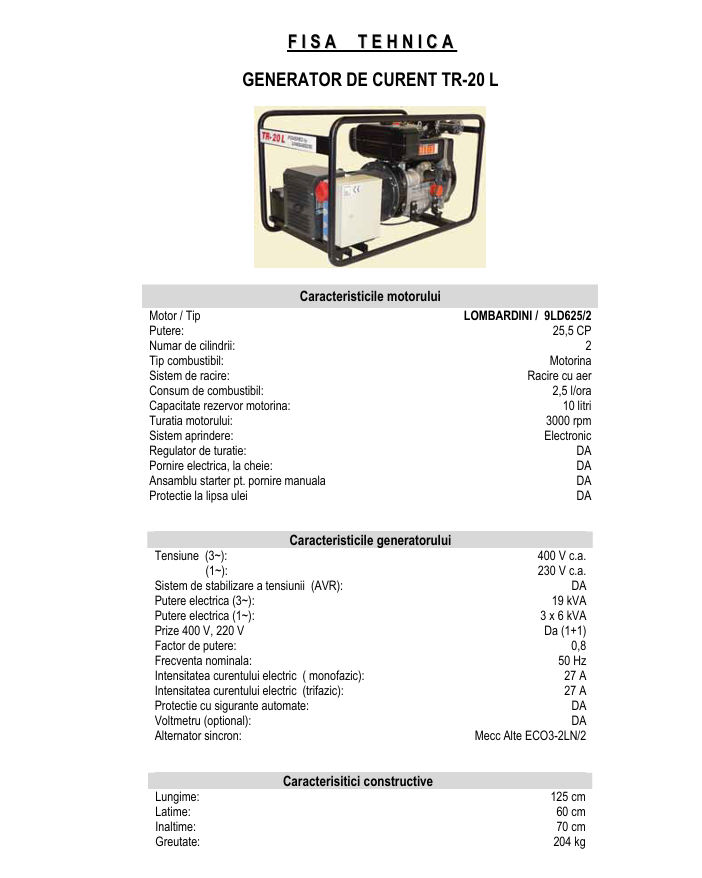 FISA TEHNICA
GENERATOR DE CURENT TR-20 L
TR-20 L
Caracteristicile motorului
Motor / Tip LOMBARDINI / 9LD625/2
Putere: 25,5 CP
Numar de cilindrii: 2
Tip combustibil: Motorina
Sistem de racire: Racire cu aer
Consum de combustibil: 2,5 l/ora
Capacitate rezervor motorina: 10 litri
Turatia motorului: 3000 rpm
Sistem aprindere: Electronic
Regulator de turatie: DA
Pornire electrica, la cheie: DA
Ansamblu starter pt. pornire manuala DA
Protectie la lipsa ulei DA
Caracteristicile generatorului
Tensiune (3~): 400 V c.a.
(1~): 230 V c.a.
Sistem de stabilizare a tensiunii (AVR): DA
Putere electrica (3~): 19 kVA
Putere electrica (1~): 3 x 6 kVA
Prize 400 V, 220 V Da (1+1)
Factor de putere: 0,8
Frecventa nominala: 50 Hz
Intensitatea curentului electric ( monofazic): 27 A
Intensitatea curentului electric (trifazic): 27 A
Protectie cu sigurante automate: DA
Voltmetru (optional): DA
Alternator sincron: Mecc Alte ECO3-2LN/2
Caracterisitici constructive
Lungime: 125 cm
Latime: 60 cm
Inaltime: 70 cm
Greutate: 204 kg